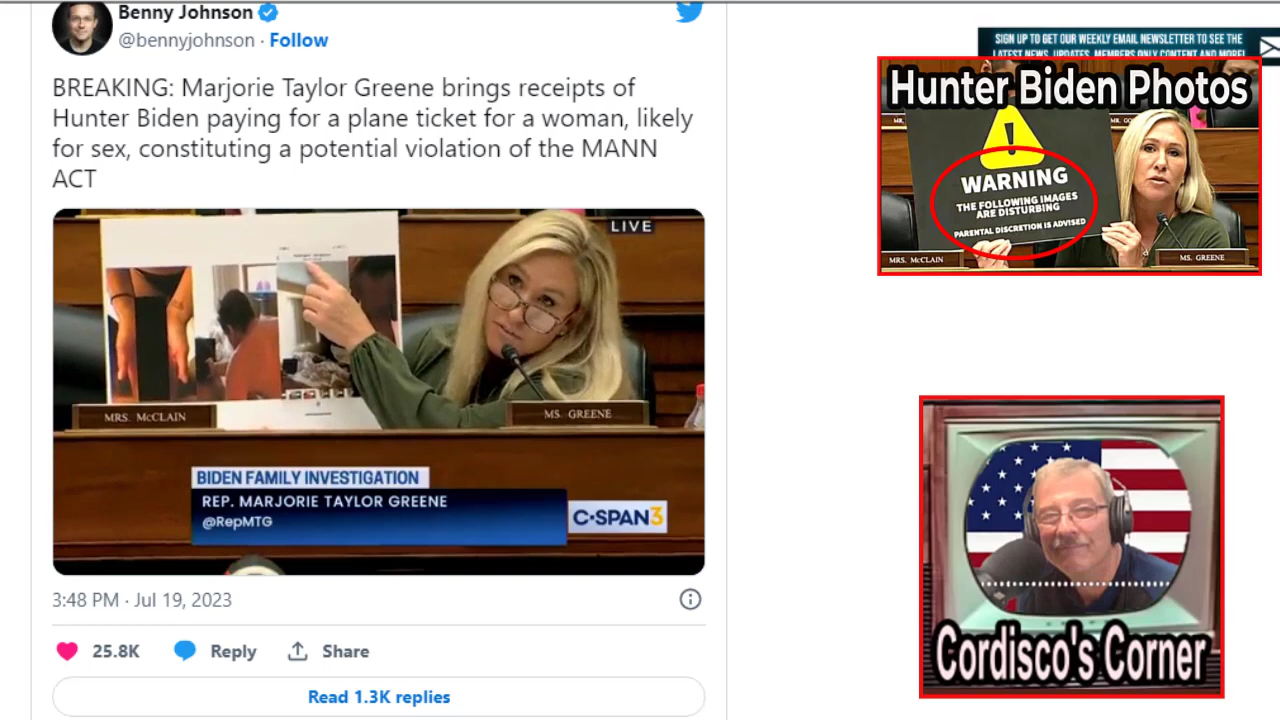 Benny Johnson
@bennyjohnson · Follow
BREAKING: Marjorie Taylor Greene brings receipts of
Hunter Biden paying for a plane ticket for a woman, likely
for sex, constituting a potential violation of the MANN
ACT
LIVE
MRS. McCLAIN
MS. GREENE
BIDEN FAMILY INVESTIGATION
REP. MARJORIE TAYLOR GREENE
@RepMTG
C·SPAN3
3:48 PM · Jul 19, 2023
25.8K
Reply
Share
Read 1.3K replies
SIGN UP TO GET OUR WEEKLY EMAIL NEWSLETTER TO SEE THE
LATEST NEWS, UPDATES, MEMBERS ONLY CONTENT AND MORE!
Hunter Biden Photos
WARNING
THE FOLLOWING IMAGES
ARE DISTURBING
PARENTAL DISCRETION IS ADVISED
MRS. McCLAIN
MS. GREENE
Cordisco's Corner